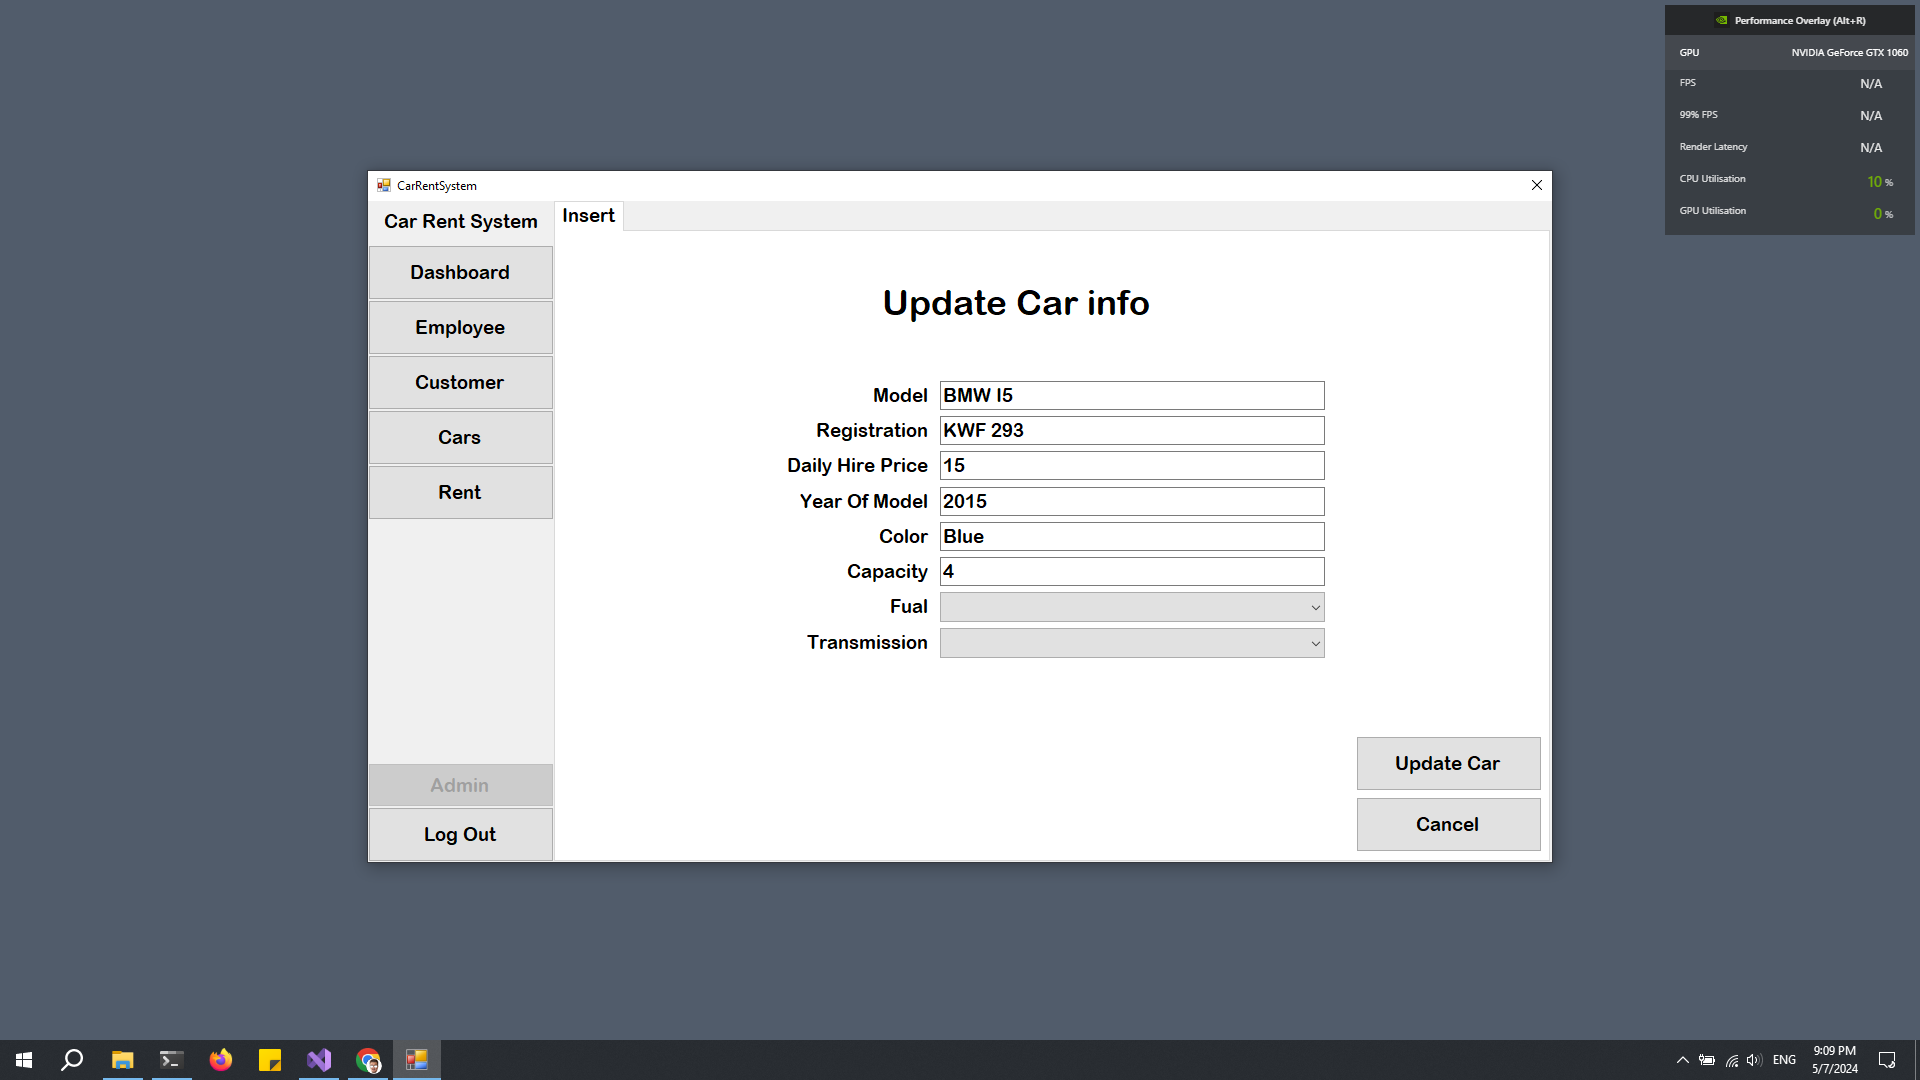 Performance Overlay (Alt+R)
GPU NVIDIA GeForce GTX 1060
FPS N/A
99% FPS N/A
Render Latency N/A
CPU Utilisation 10 %
GPU Utilisation 0 %
CarRentSystem
Car Rent System
Insert
Dashboard
Employee
Customer
Cars
Rent
Admin
Log Out
Update Car info
Model BMW I5
Registration KWF 293
Daily Hire Price 15
Year Of Model 2015
Color Blue
Capacity 4
Fual
Transmission
Update Car
Cancel
ENG
9:09 PM
5/7/2024